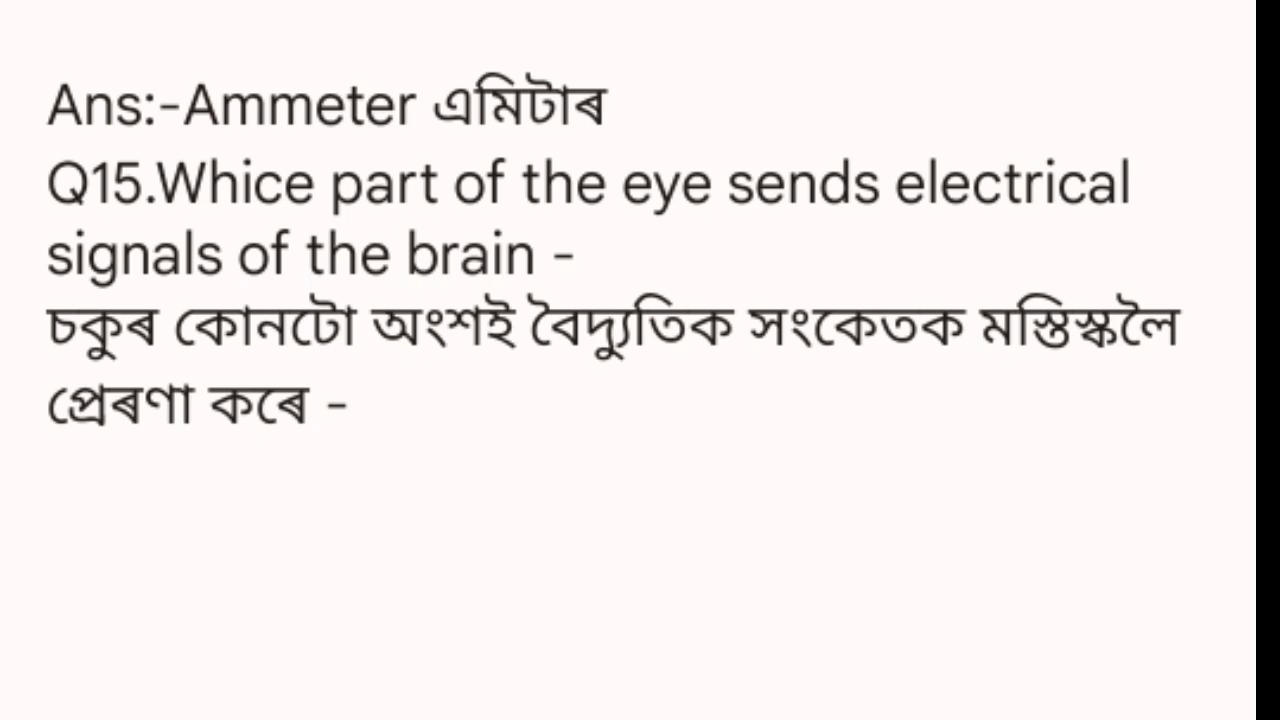 Ans:-Ammeter এমিটাৰ
Q15.Whice part of the eye sends electrical
signals of the brain -
চকুৰ কোনটো অংশই বৈদ্যুতিক সংকেতক মস্তিস্কলৈ
প্ৰেৰণা কৰে -